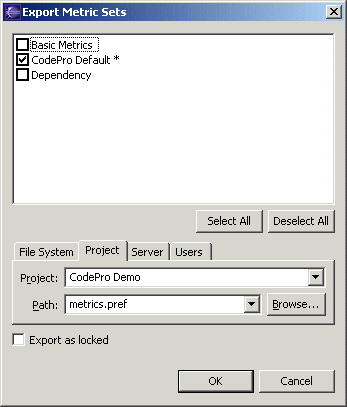 Export Metric Sets
Basic Metrics
CodePro Default *
Dependency
Select All Deselect All
File System Project Server Users
Project: CodePro Demo
Path: metrics.pref Browse...
Export as locked
OK Cancel